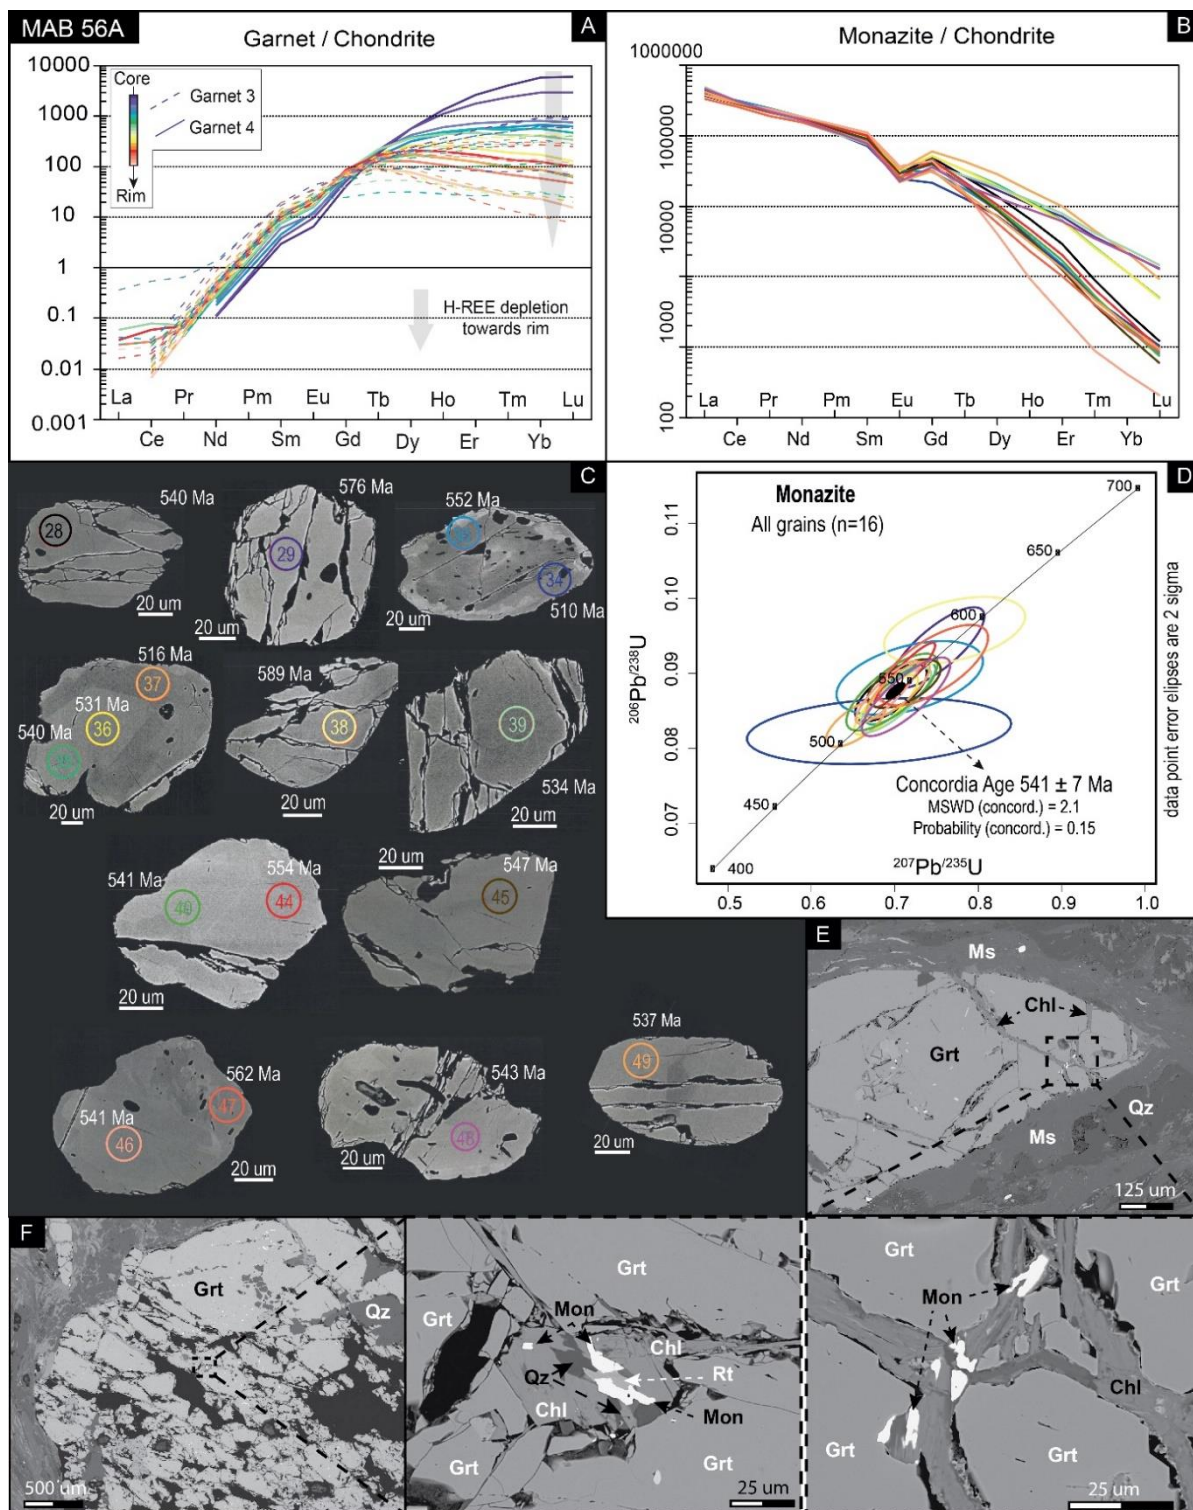 MAB 56A
Garnet / Chondrite
A
10000
1000
100
10
1
0.1
0.01
0.001
Core
Rim
Garnet 3
Garnet 4
H-REE depletion
towards rim
La
Pr
Pm
Eu
Tb
Ho
Tm
Lu
Ce
Nd
Sm
Gd
Dy
Er
Yb
Monazite / Chondrite
B
1000000
10000
10000
1000
100
La
Pr
Pm
Eu
Tb
Ho
Tm
Lu
Ce
Nd
Sm
Gd
Dy
Er
Yb
C
540 Ma
28
20 um
576 Ma
29
20 um
552 Ma
34
510 Ma
20 um
516 Ma
37
531 Ma
36
540 Ma
20 um
589 Ma
38
20 um
39
534 Ma
20 um
541 Ma
40
554 Ma
44
20 um
547 Ma
45
20 um
562 Ma
47
541 Ma
46
20 um
543 Ma
48
20 um
537 Ma
49
20 um
D
Monazite
All grains (n=16)
0.11
0.10
0.09
0.08
0.07
206Pb/238U
700
650
600
550
500
450
400
Concordia Age 541 ± 7 Ma
MSWD (concord.) = 2.1
Probability (concord.) = 0.15
207Pb/235U
0.5 0.6 0.7 0.8 0.9 1.0
data point error elipses are 2 sigma
E
Ms
Chl
Grt
Qz
Ms
125 um
F
Grt
Qz
500 um
Grt
Grt
Mon
Chl
Qz
Rt
Chl
Mon
Grt
Grt
25 um
Grt
Mon
Grt
Chl
Grt
25 um